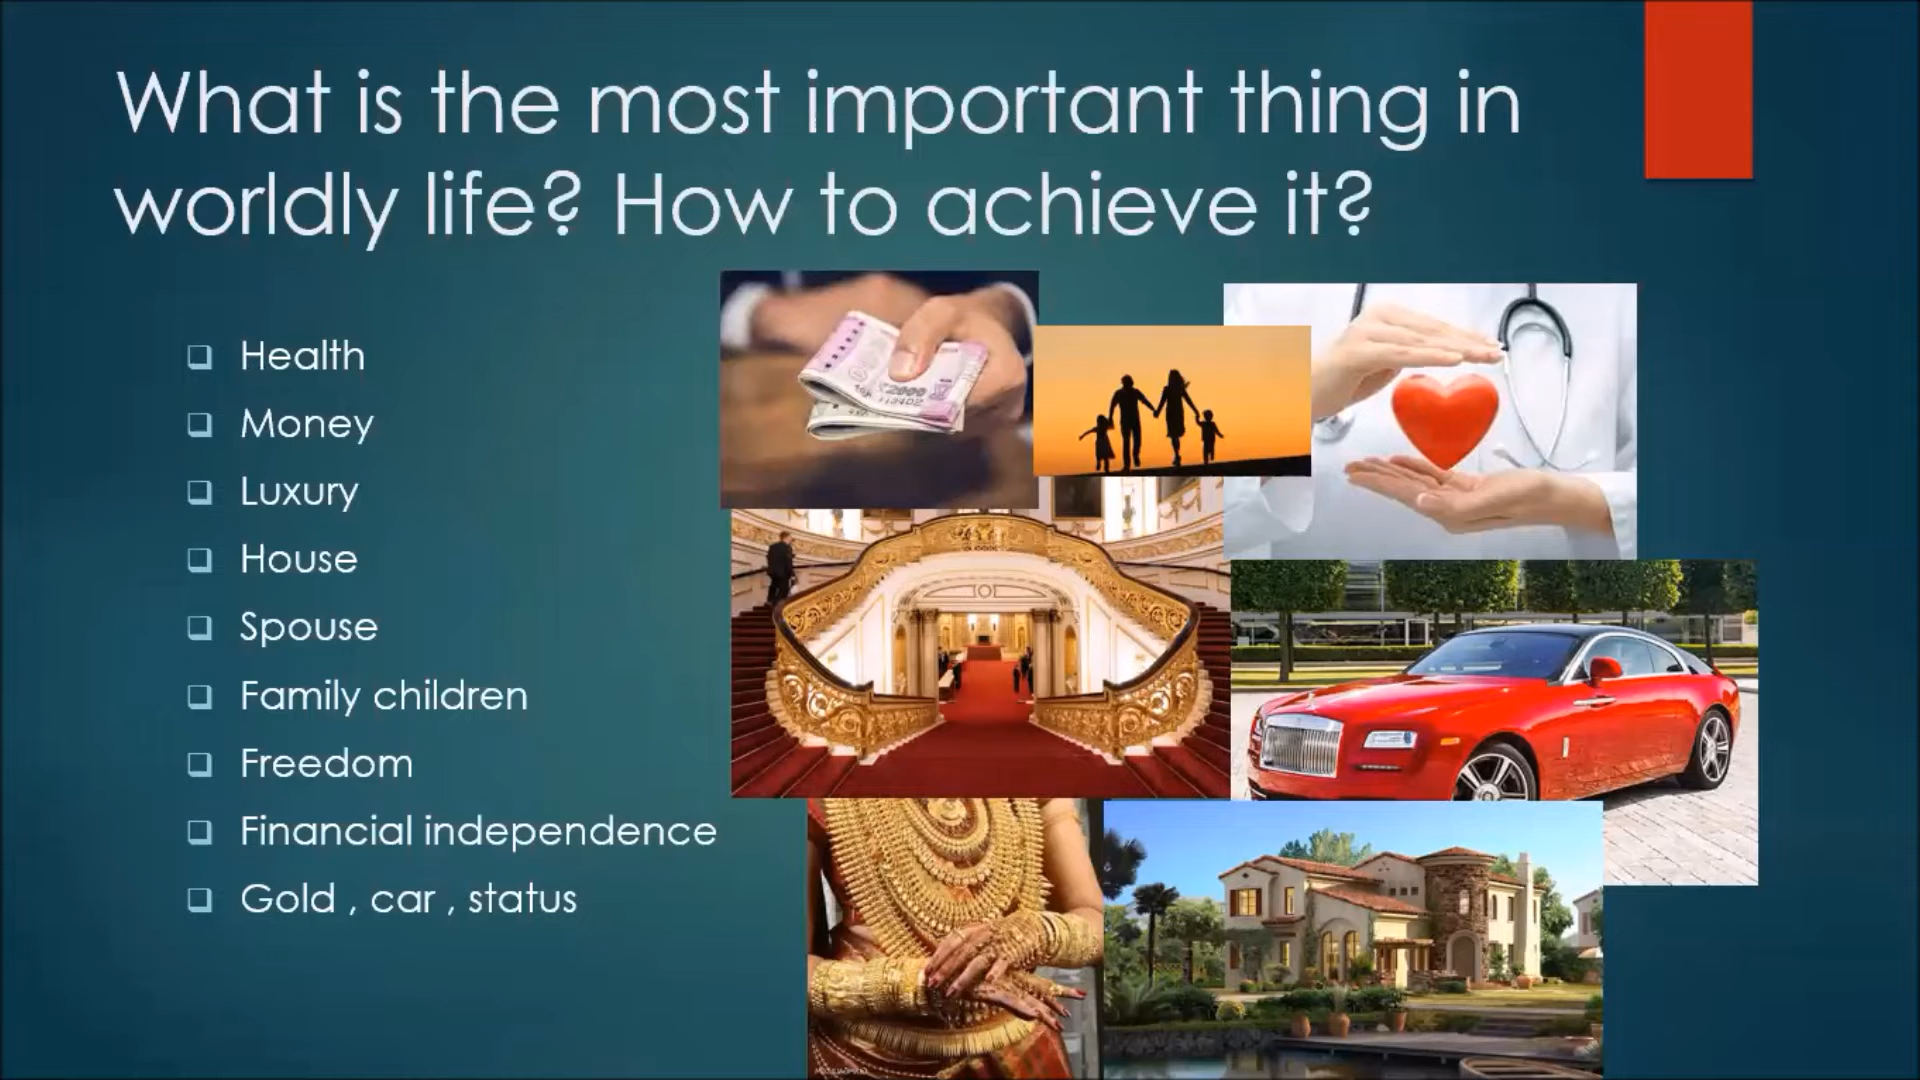 What is the most important thing in
worldly life? How to achieve it?
Health
Money
Luxury
House
Spouse
Family children
Freedom
Financial independence
Gold , car , status